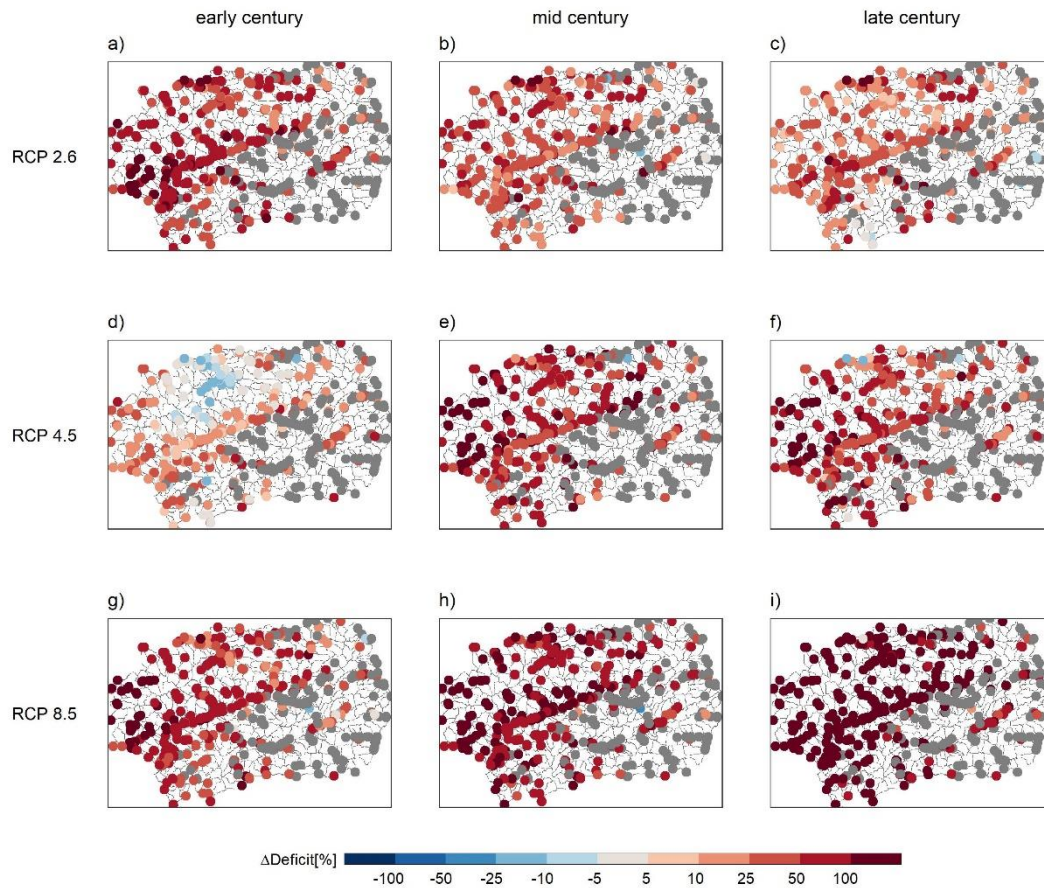 early century
mid century
late century
a)
b)
c)
RCP 2.6
d)
e)
f)
RCP 4.5
g)
h)
i)
RCP 8.5
ΔDeficit[%]
-100 -50 -25 -10 -5 5 10 25 50 100